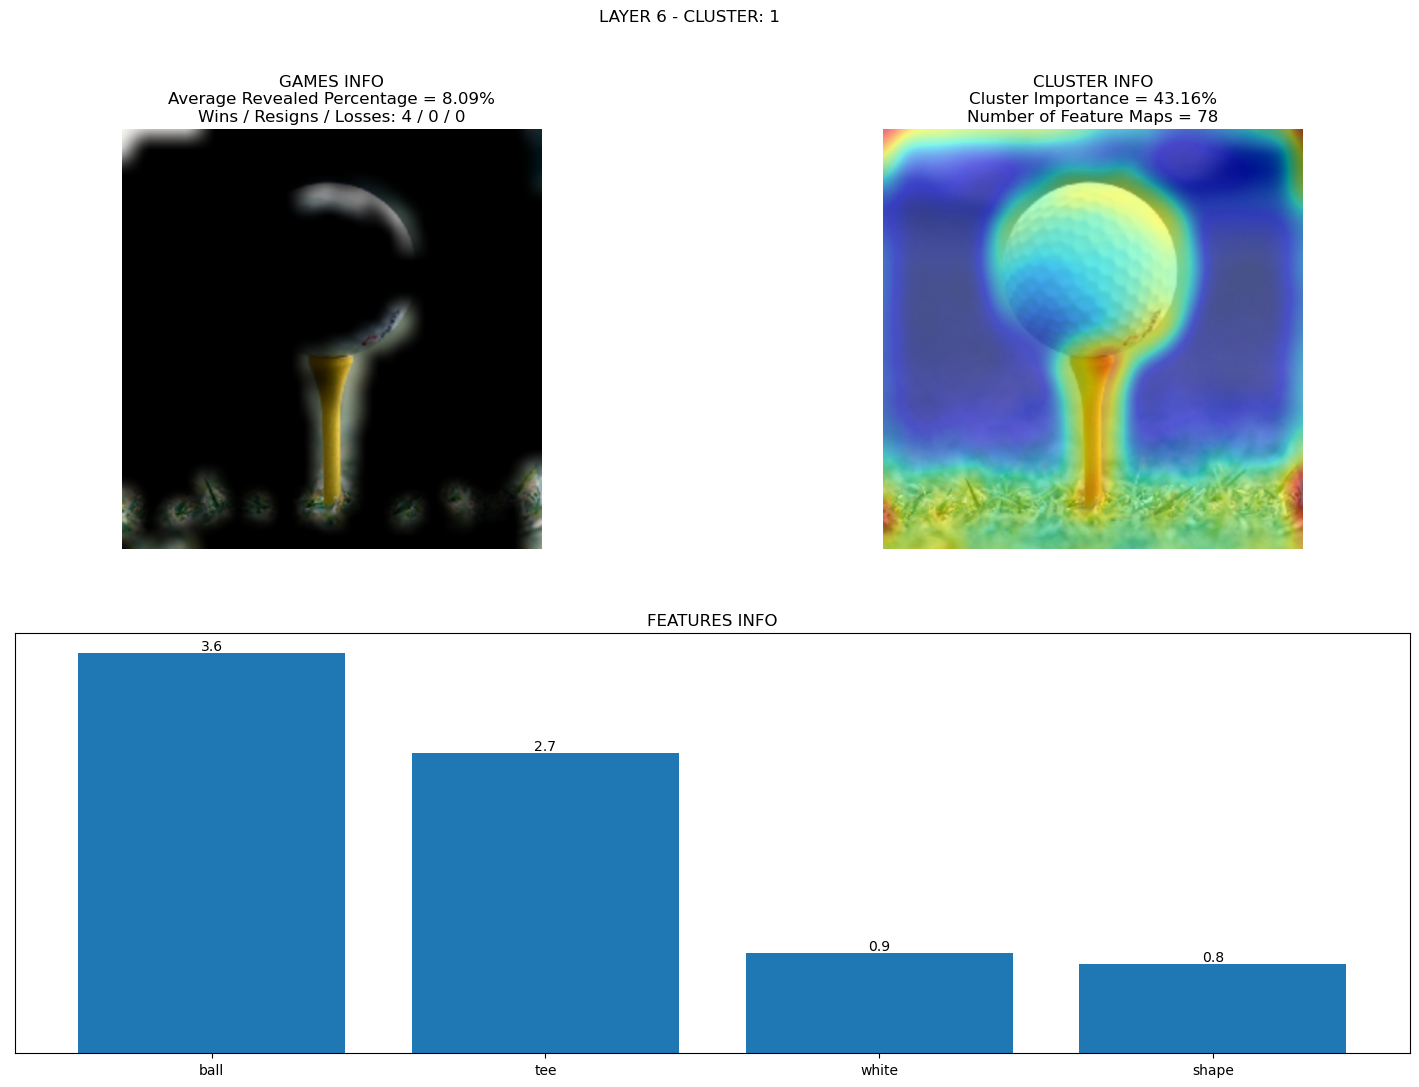 LAYER 6 - CLUSTER: 1
GAMES INFO
Average Revealed Percentage = 8.09%
Wins / Resigns / Losses: 4 / 0 / 0
CLUSTER INFO
Cluster Importance = 43.16%
Number of Feature Maps = 78
FEATURES INFO
3.6
2.7
0.9
0.8
ball
tee
white
shape